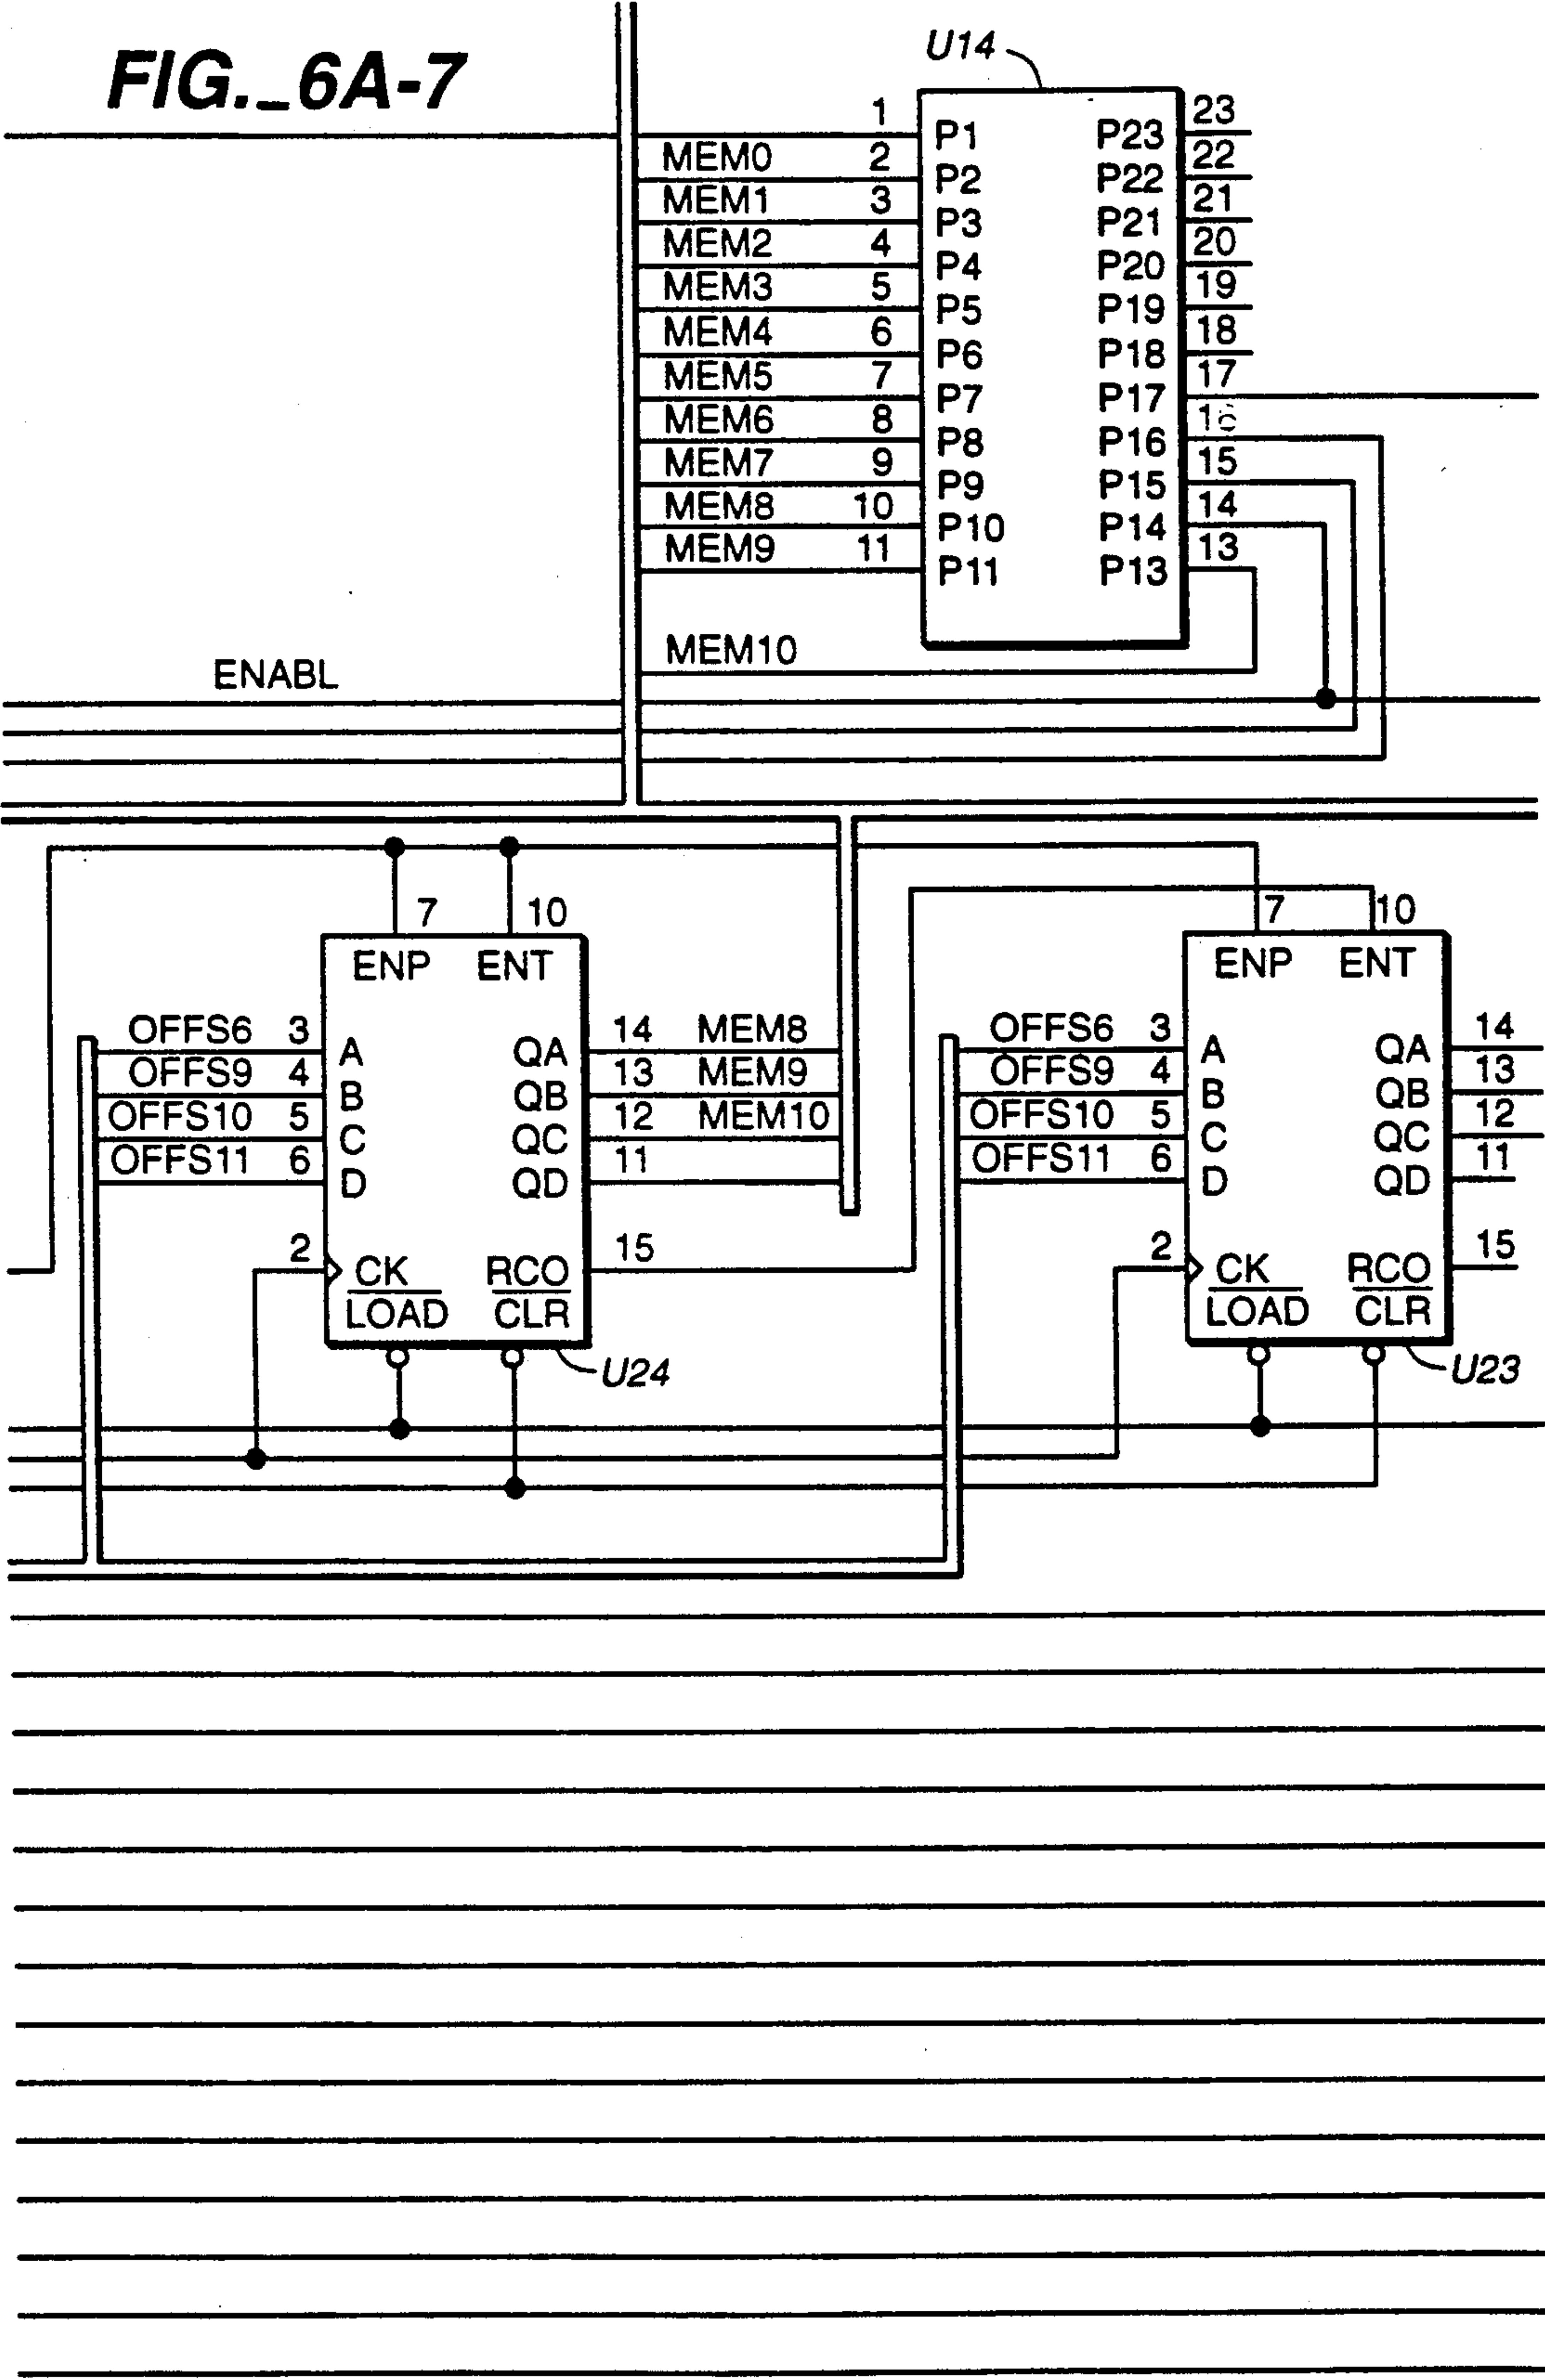 FIG._6A-7
U14
1 P1 P23 23
MEM0 2 P2 P22 22
MEM1 3 P3 P21 21
MEM2 4 P4 P20 20
MEM3 5 P5 P19 19
MEM4 6 P6 P18 18
MEM5 7 P7 P17 17
MEM6 8 P8 P16 16
MEM7 9 P9 P15 15
MEM8 10 P10 P14 14
MEM9 11 P11 P13 13
MEM10
ENABL
7 10 7 10
ENP ENT ENP ENT
OFFS6 3 A QA 14 MEM8 OFFS6 3 A QA 14
OFFS9 4 B QB 13 MEM9 OFFS9 4 B QB 13
OFFS10 5 C QC 12 MEM10 OFFS10 5 C QC 12
OFFS11 6 D QD 11 OFFS11 6 D QD 11
2 CK RCO 15 2 CK RCO 15
LOAD CLR LOAD CLR
U24 U23